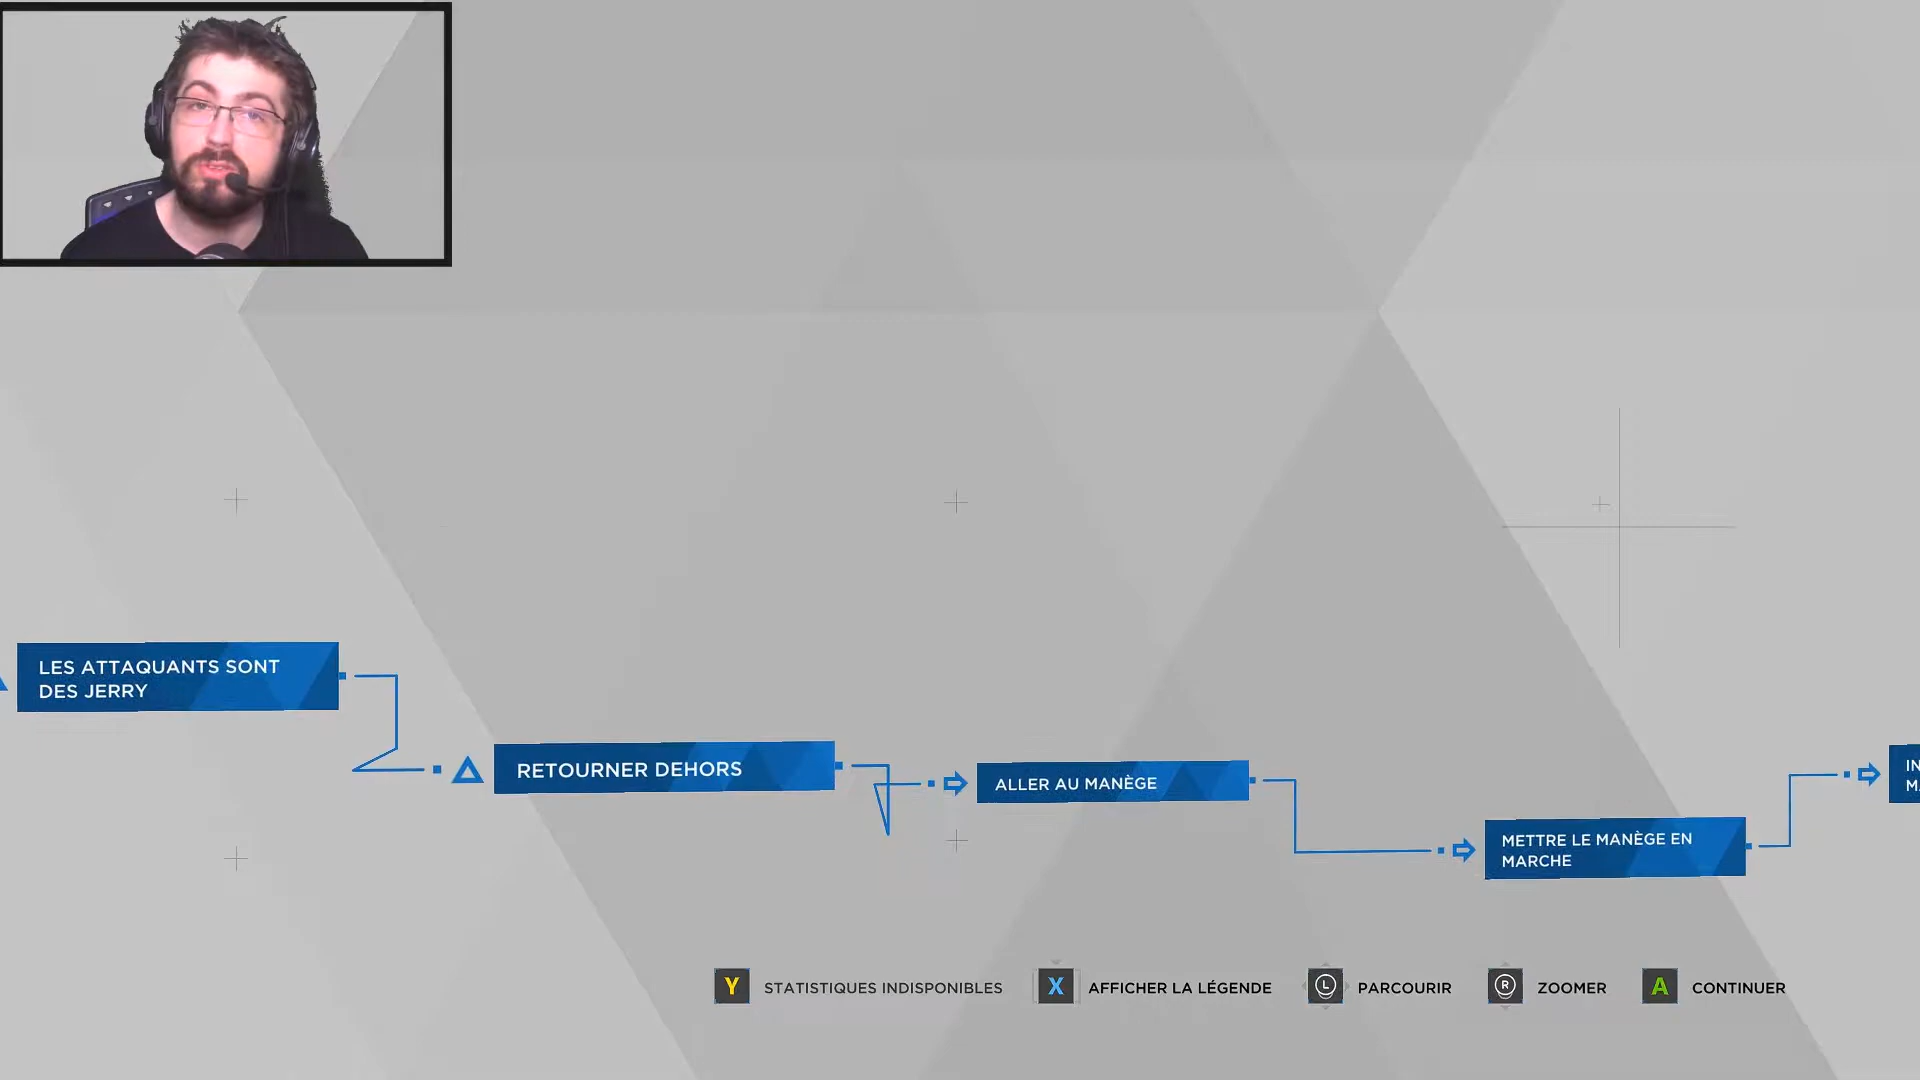 LES ATTAQUANTS SONT
DES JERRY
RETOURNER DEHORS
ALLER AU MANÈGE
METTRE LE MANÈGE EN
MARCHE
Y STATISTIQUES INDISPONIBLES
X AFFICHER LA LÉGENDE
L PARCOURIR
R ZOOMER
A CONTINUER